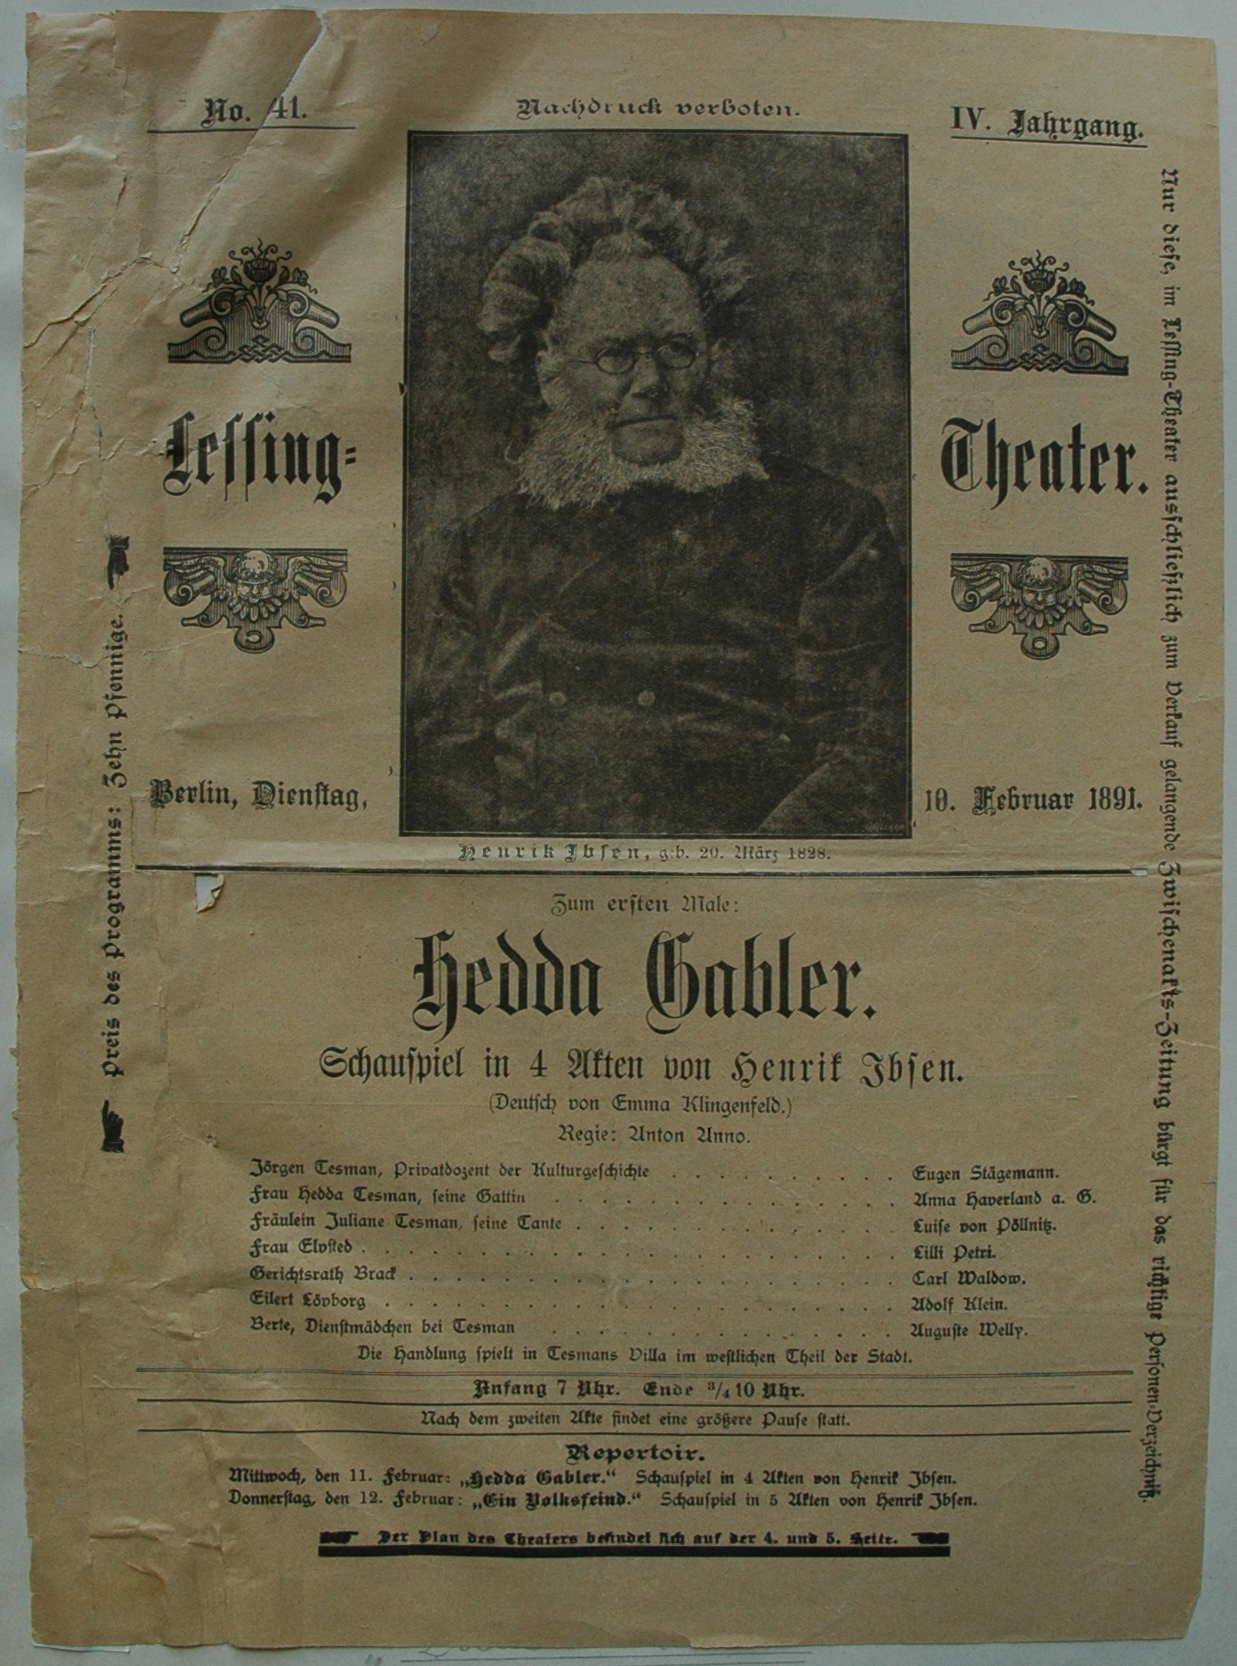 No. 41.
Nachdruck verboten.
IV. Jahrgang.
Lessing-
Theater.
Berlin, Dienstag,
10. Februar 1891.
Henrik Ibsen, geb. 20. März 1828.
Preis des Programms: Zehn Pfennige.
Nur diese, im Lessing-Theater ausschließlich zum Verkauf gelangende Zwischenakts-Zeitung bürgt für das richtige Personen-Verzeichniß.
Zum ersten Male:
Hedda Gabler.
Schauspiel in 4 Akten von Henrik Ibsen.
(Deutsch von Emma Klingenfeld.)
Regie: Anton Anno.
Jörgen Tesman, Privatdozent der Kulturgeschichte . . . . . . . . . Eugen Stägemann.
Frau Hedda Tesman, seine Gattin . . . . . . . . . . . . . Anna Haverland a. G.
Fräulein Juliane Tesman, seine Tante . . . . . . . . . . . . Luise von Pöllnitz.
Frau Elvsted . . . . . . . . . . . . . . . . . . . . Lilli Petri.
Gerichtsrath Brack . . . . . . . . . . . . . . . . . . Carl Waldow.
Eilert Lövborg . . . . . . . . . . . . . . . . . . . Adolf Klein.
Berte, Dienstmädchen bei Tesman . . . . . . . . . . . . . Auguste Welly.
Die Handlung spielt in Tesmans Villa im westlichen Theil der Stadt.
Anfang 7 Uhr. Ende 3/4 10 Uhr.
Nach dem zweiten Akte findet eine größere Pause statt.
Repertoir.
Mittwoch, den 11. Februar: „Hedda Gabler.“ Schauspiel in 4 Akten von Henrik Ibsen.
Donnerstag, den 12. Februar: „Ein Volksfeind.“ Schauspiel in 5 Akten von Henrik Ibsen.
Der Plan des Theaters befindet sich auf der 4. und 5. Seite.